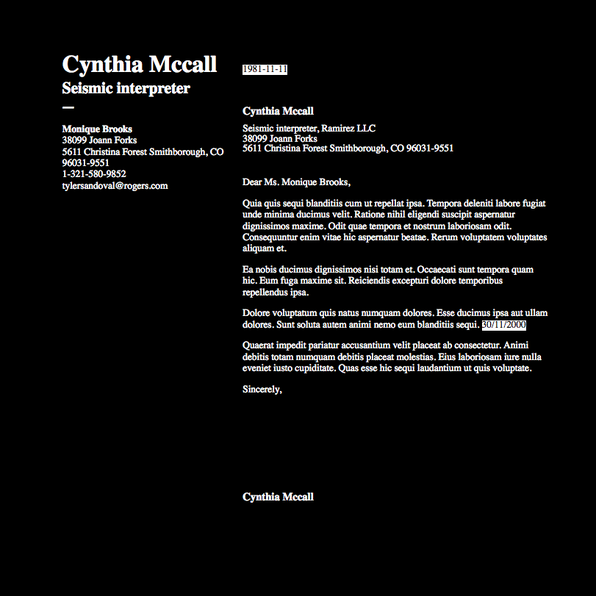 Cynthia Mccall
Seismic interpreter
—
Monique Brooks
38099 Joann Forks
5611 Christina Forest Smithborough, CO
96031-9551
1-321-580-9852
tylersandoval@rogers.com
1981-11-11
Cynthia Mccall
Seismic interpreter, Ramirez LLC
38099 Joann Forks
5611 Christina Forest Smithborough, CO 96031-9551
Dear Ms. Monique Brooks,
Quia quis sequi blanditiis cum ut repellat ipsa. Tempora deleniti labore fugiat
unde minima ducimus velit. Ratione nihil eligendi suscipit aspernatur
dignissimos maxime. Odit quae tempora et nostrum laboriosam odit.
Consequuntur enim vitae hic aspernatur beatae. Rerum voluptatem voluptates
aliquam et.
Ea nobis ducimus dignissimos nisi totam et. Occaecati sunt tempora quam
hic. Eum fuga maxime sit. Reiciendis excepturi dolore temporibus
repellendus ipsa.
Dolore voluptatum quis natus numquam dolores. Esse ducimus ipsa aut ullam
dolores. Sunt soluta autem animi nemo eum blanditiis sequi. 30/11/2000
Quaerat impedit pariatur accusantium velit placeat ab consectetur. Animi
debitis totam numquam debitis placeat molestias. Eius laboriosam iure nulla
eveniet iusto cupiditate. Quas esse hic sequi laudantium ut quis voluptate.
Sincerely,
Cynthia Mccall